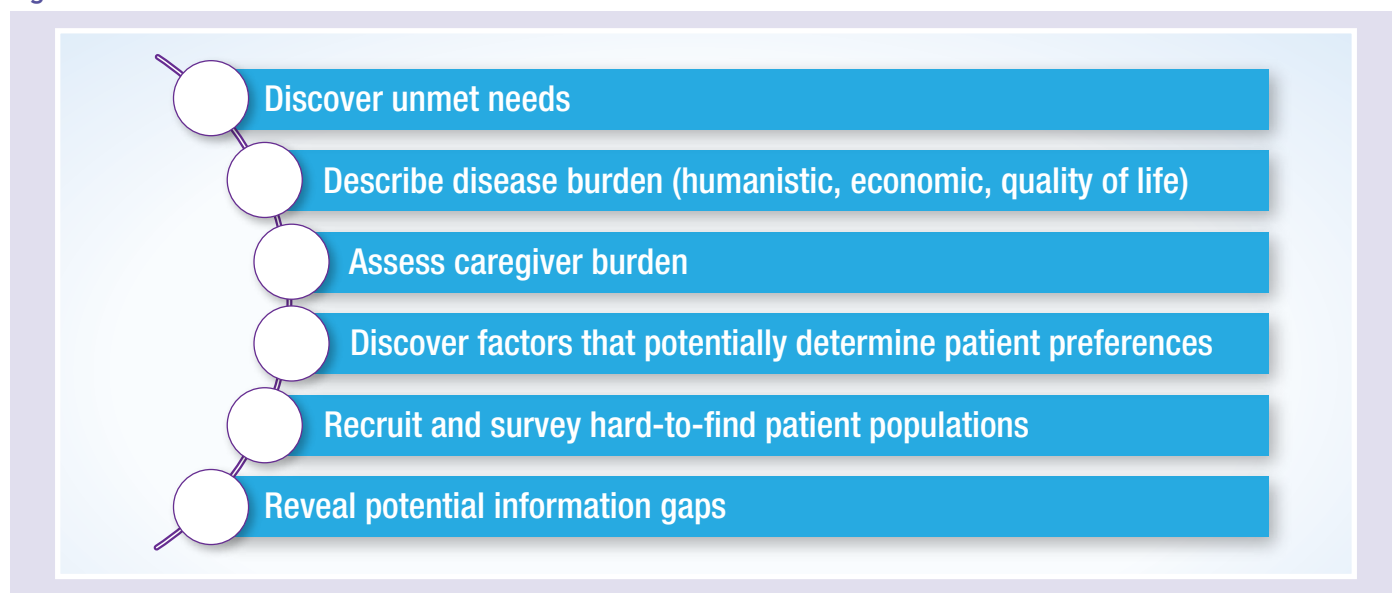 Discover unmet needs
Describe disease burden (humanistic, economic, quality of life)
Assess caregiver burden
Discover factors that potentially determine patient preferences
Recruit and survey hard-to-find patient populations
Reveal potential information gaps